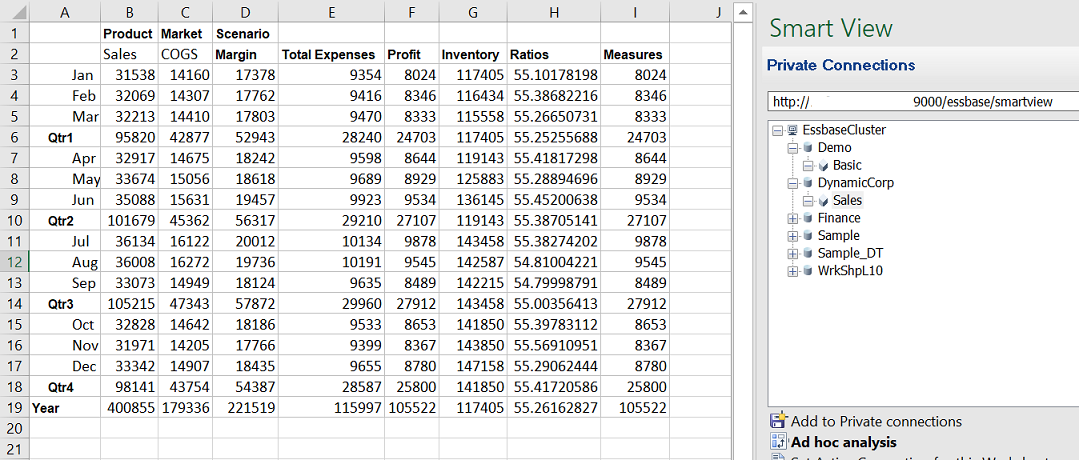 A B C D E F G H I J
1 Product Market Scenario
2 Sales COGS Margin Total Expenses Profit Inventory Ratios Measures
3 Jan 31538 14160 17378 9354 8024 117405 55.10178198 8024
4 Feb 32069 14307 17762 9416 8346 116434 55.38682216 8346
5 Mar 32213 14410 17803 9470 8333 115558 55.26650731 8333
6 Qtr1 95820 42877 52943 28240 24703 117405 55.25255688 24703
7 Apr 32917 14675 18242 9598 8644 119143 55.41817298 8644
8 May 33674 15056 18618 9689 8929 125883 55.28894696 8929
9 Jun 35088 15631 19457 9923 9534 136145 55.45200638 9534
10 Qtr2 101679 45362 56317 29210 27107 119143 55.38705141 27107
11 Jul 36134 16122 20012 10134 9878 143458 55.38274202 9878
12 Aug 36008 16272 19736 10191 9545 142587 54.81004221 9545
13 Sep 33073 14949 18124 9635 8489 142215 54.79998791 8489
14 Qtr3 105215 47343 57872 29960 27912 143458 55.00356413 27912
15 Oct 32828 14642 18186 9533 8653 141850 55.39783112 8653
16 Nov 31971 14205 17766 9399 8367 143850 55.56910951 8367
17 Dec 33342 14907 18435 9655 8780 147158 55.29062444 8780
18 Qtr4 98141 43754 54387 28587 25800 141850 55.41720586 25800
19 Year 400855 179336 221519 115997 105522 117405 55.26162827 105522
20
21
Smart View
Private Connections
http:// 9000/essbase/smartview
EssbaseCluster
Demo
Basic
DynamicCorp
Sales
Finance
Sample
Sample_DT
WrkShpL10
Add to Private connections
Ad hoc analysis